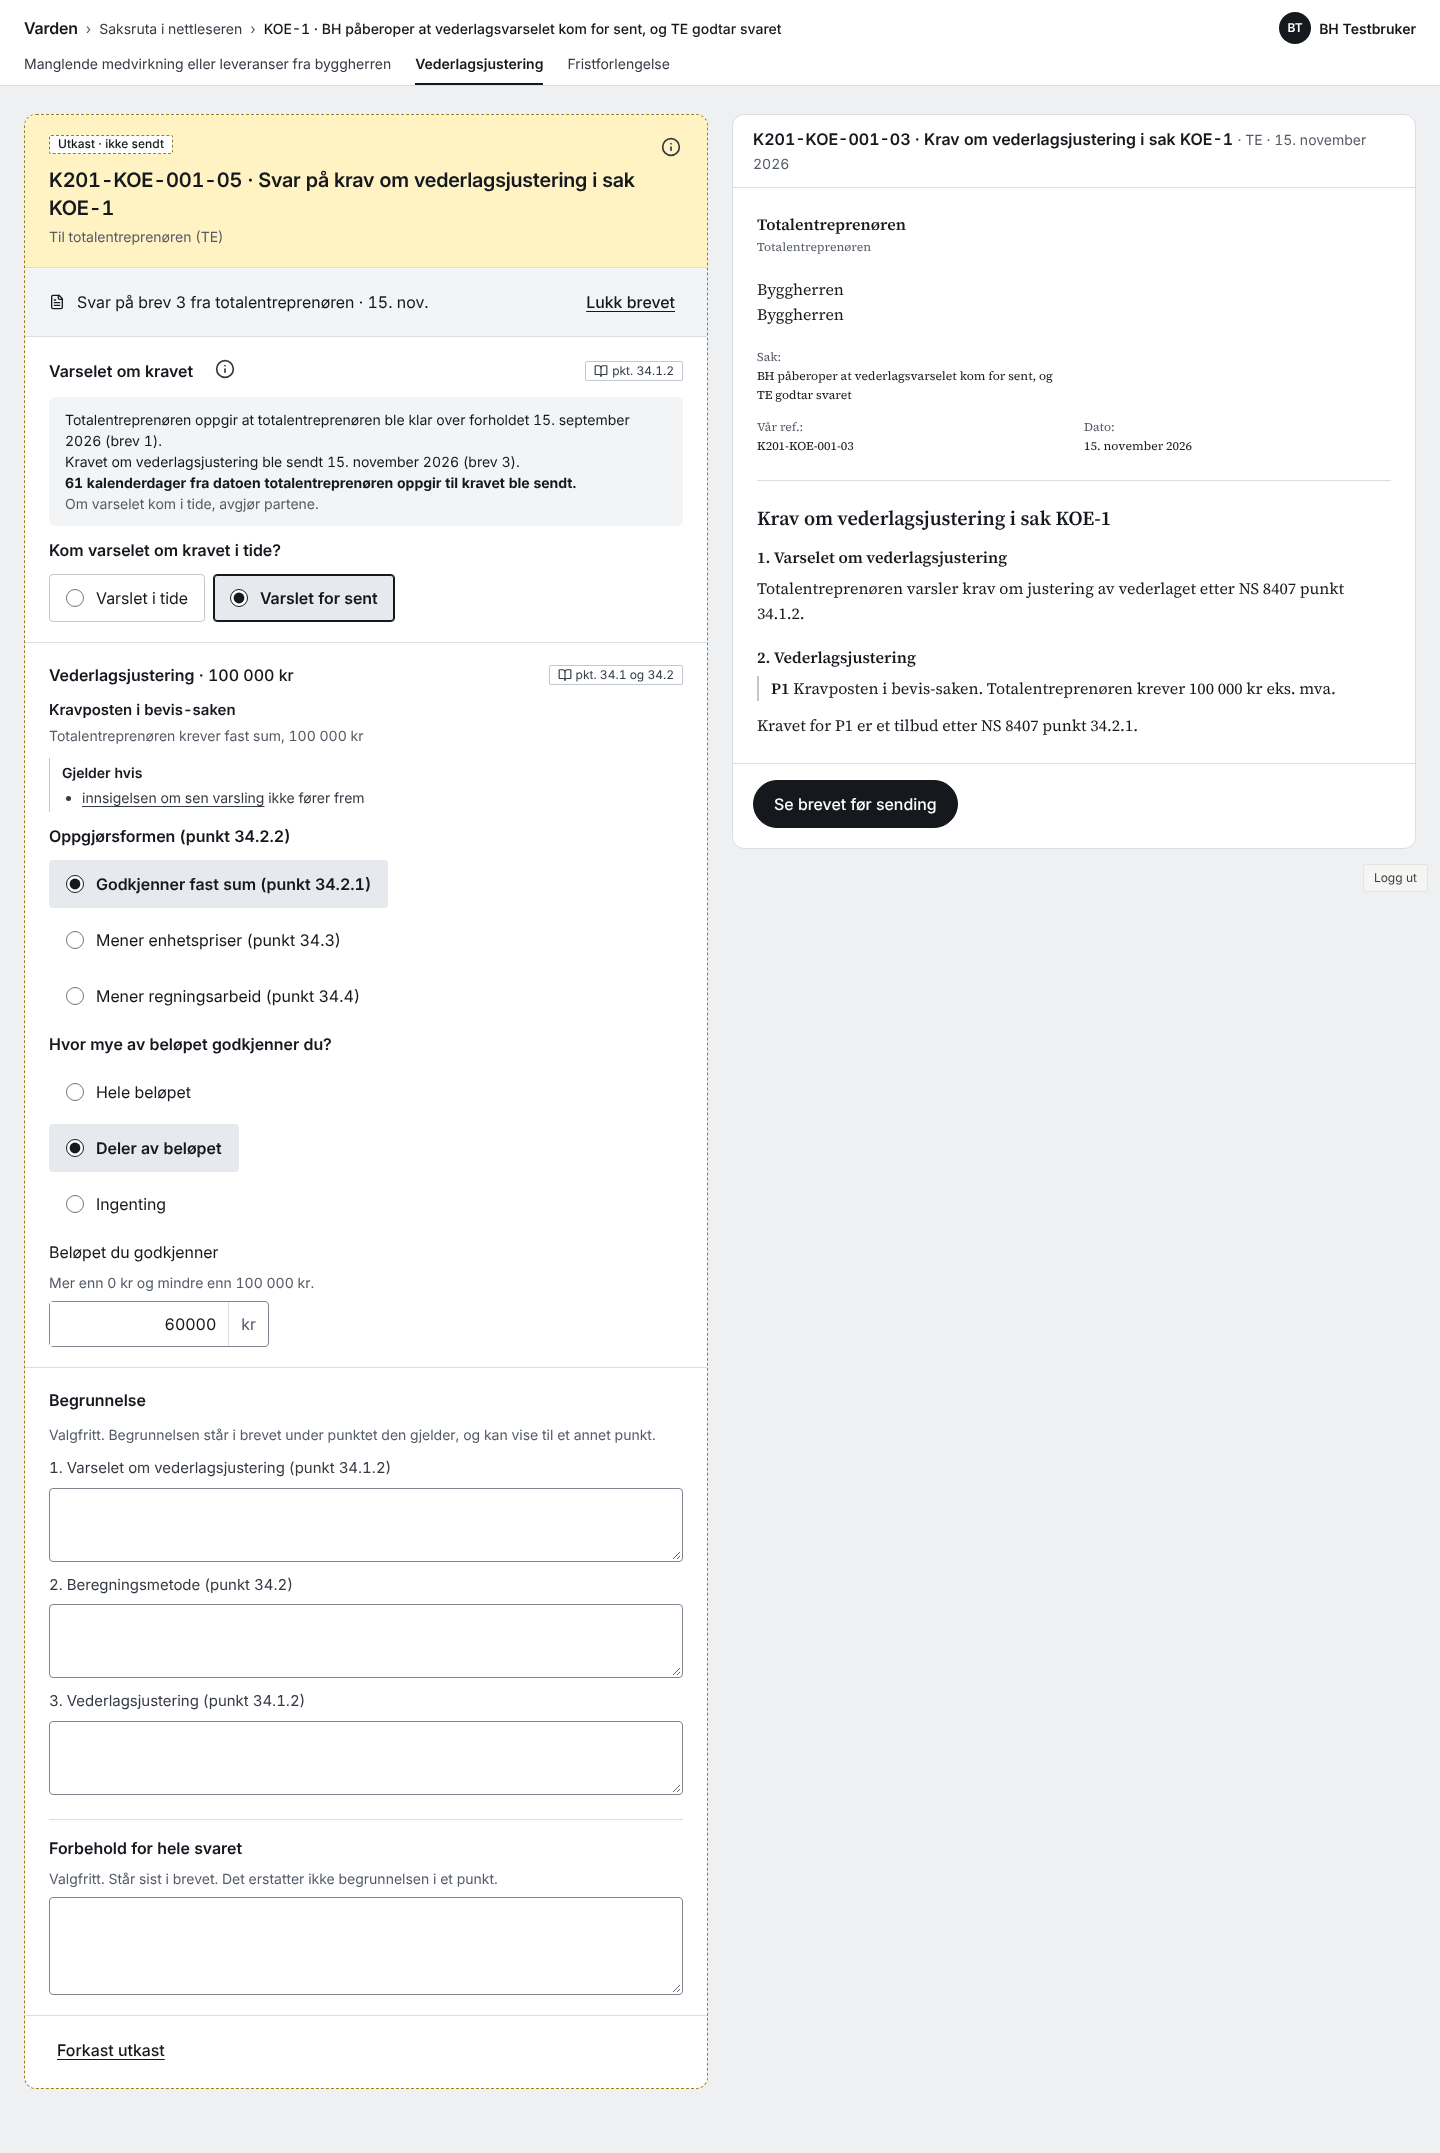 Varden › Saksruta i nettleseren › KOE-1 · BH påberoper at vederlagsvarselet kom for sent, og TE godtar svaret
BT BH Testbruker
Manglende medvirkning eller leveranser fra byggherren Vederlagsjustering Fristforlengelse
Utkast · ikke sendt
K201-KOE-001-05 · Svar på krav om vederlagsjustering i sak
KOE-1
Til totalentreprenøren (TE)
Svar på brev 3 fra totalentreprenøren · 15. nov. Lukk brevet
Varselet om kravet pkt. 34.1.2
Totalentreprenøren oppgir at totalentreprenøren ble klar over forholdet 15. september
2026 (brev 1).
Kravet om vederlagsjustering ble sendt 15. november 2026 (brev 3).
61 kalenderdager fra datoen totalentreprenøren oppgir til kravet ble sendt.
Om varselet kom i tide, avgjør partene.
Kom varselet om kravet i tide?
Varslet i tide Varslet for sent
Vederlagsjustering · 100 000 kr pkt. 34.1 og 34.2
Kravposten i bevis-saken
Totalentreprenøren krever fast sum, 100 000 kr
Gjelder hvis
• innsigelsen om sen varsling ikke fører frem
Oppgjørsformen (punkt 34.2.2)
Godkjenner fast sum (punkt 34.2.1)
Mener enhetspriser (punkt 34.3)
Mener regningsarbeid (punkt 34.4)
Hvor mye av beløpet godkjenner du?
Hele beløpet
Deler av beløpet
Ingenting
Beløpet du godkjenner
Mer enn 0 kr og mindre enn 100 000 kr.
60000 kr
Begrunnelse
Valgfritt. Begrunnelsen står i brevet under punktet den gjelder, og kan vise til et annet punkt.
1. Varselet om vederlagsjustering (punkt 34.1.2)
2. Beregningsmetode (punkt 34.2)
3. Vederlagsjustering (punkt 34.1.2)
Forbehold for hele svaret
Valgfritt. Står sist i brevet. Det erstatter ikke begrunnelsen i et punkt.
Forkast utkast
K201-KOE-001-03 · Krav om vederlagsjustering i sak KOE-1 · TE · 15. november
2026
Totalentreprenøren
Totalentreprenøren
Byggherren
Byggherren
Sak:
BH påberoper at vederlagsvarselet kom for sent, og
TE godtar svaret
Vår ref.: Dato:
K201-KOE-001-03 15. november 2026
Krav om vederlagsjustering i sak KOE-1
1. Varselet om vederlagsjustering
Totalentreprenøren varsler krav om justering av vederlaget etter NS 8407 punkt
34.1.2.
2. Vederlagsjustering
P1 Kravposten i bevis-saken. Totalentreprenøren krever 100 000 kr eks. mva.
Kravet for P1 er et tilbud etter NS 8407 punkt 34.2.1.
Se brevet før sending
Logg ut